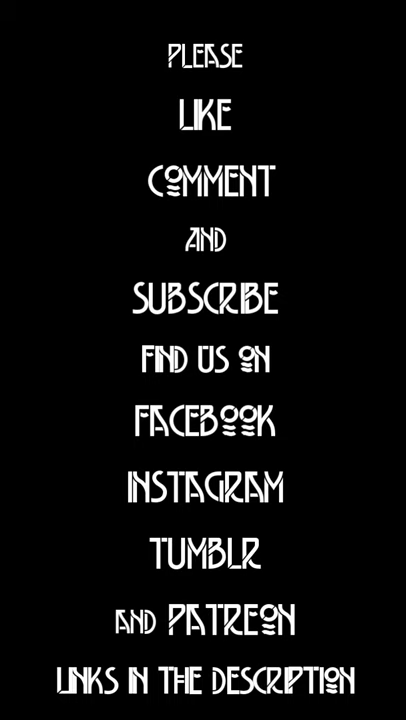 PLEASE
LIKE
COMMENT
AND
SUBSCRIBE
FIND US ON
FACEBOOK
INSTAGRAM
TUMBLR
AND PATREON
LINKS IN THE DESCRIPTION